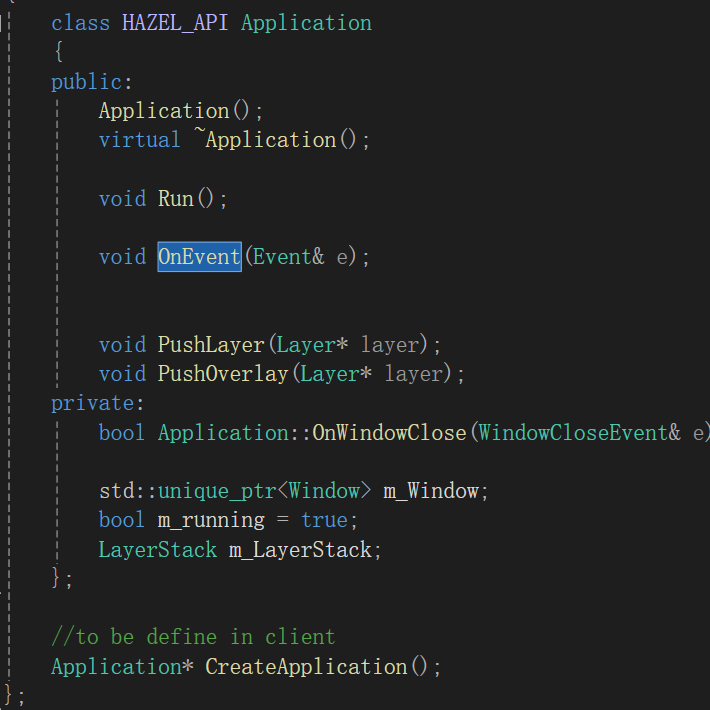 class HAZEL_API Application
{
public:
Application();
virtual ~Application();
void Run();
void OnEvent(Event& e);
void PushLayer(Layer* layer);
void PushOverlay(Layer* layer);
private:
bool Application::OnWindowClose(WindowCloseEvent& e)
std::unique_ptr<Window> m_Window;
bool m_running = true;
LayerStack m_LayerStack;
};
//to be define in client
Application* CreateApplication();
};